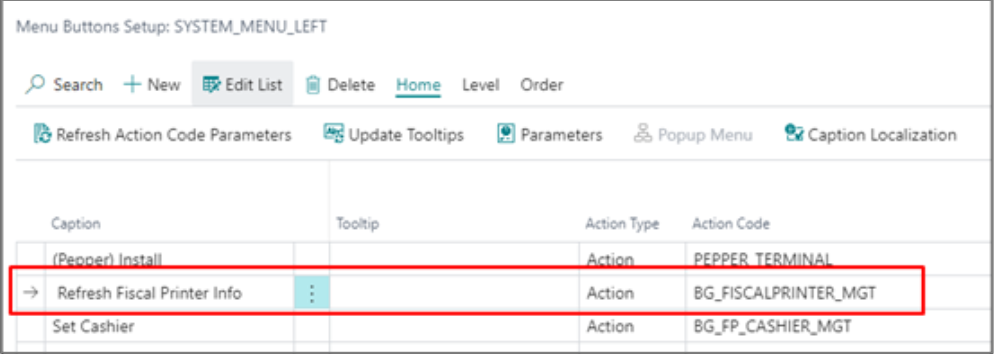 Menu Buttons Setup: SYSTEM_MENU_LEFT
Search New Edit List Delete Home Level Order
Refresh Action Code Parameters Update Tooltips Parameters Popup Menu Caption Localization
Caption Tooltip Action Type Action Code
(Pepper) Install Action PEPPER_TERMINAL
Refresh Fiscal Printer Info Action BG_FISCALPRINTER_MGT
Set Cashier Action BG_FP_CASHIER_MGT